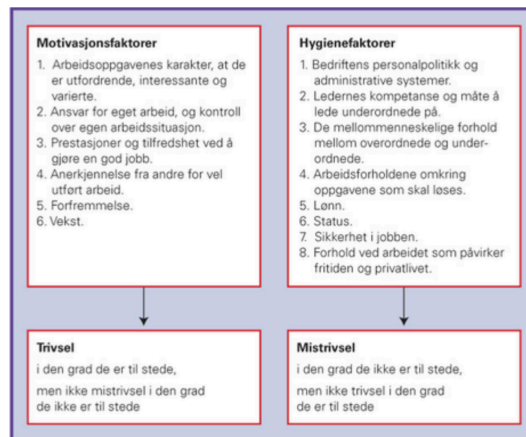 Motivasjonsfaktorer
1. Arbeidsoppgavenes karakter, at de
er utfordrende, interessante og
varierte.
2. Ansvar for eget arbeid, og kontroll
over egen arbeidssituasjon.
3. Prestasjoner og tilfredshet ved å
gjøre en god jobb.
4. Anerkjennelse fra andre for vel
utført arbeid.
5. Forfremmelse.
6. Vekst.
Hygienefaktorer
1. Bedriftens personalpolitikk og
administrative systemer.
2. Ledernes kompetanse og måte å
lede underordnede på.
3. De mellommenneskelige forhold
mellom overordnede og under-
ordnede.
4. Arbeidsforholdene omkring
oppgavene som skal løses.
5. Lønn.
6. Status.
7. Sikkerhet i jobben.
8. Forhold ved arbeidet som påvirker
fritiden og privatlivet.
Trivsel
i den grad de er til stede,
men ikke mistrivsel i den grad
de ikke er til stede
Mistrivsel
i den grad de ikke er til stede,
men ikke trivsel i den grad
de er til stede